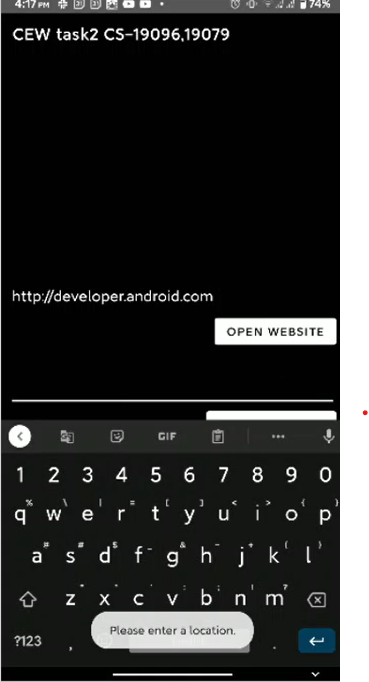 4:17 PM 74%
CEW task2 CS-19096,19079
http://developer.android.com
OPEN WEBSITE
GIF
1 2 3 4 5 6 7 8 9 0
q w e r t y u i o p
a s d f g h j k l
z x c v b n m
Please enter a location.
?123 , .